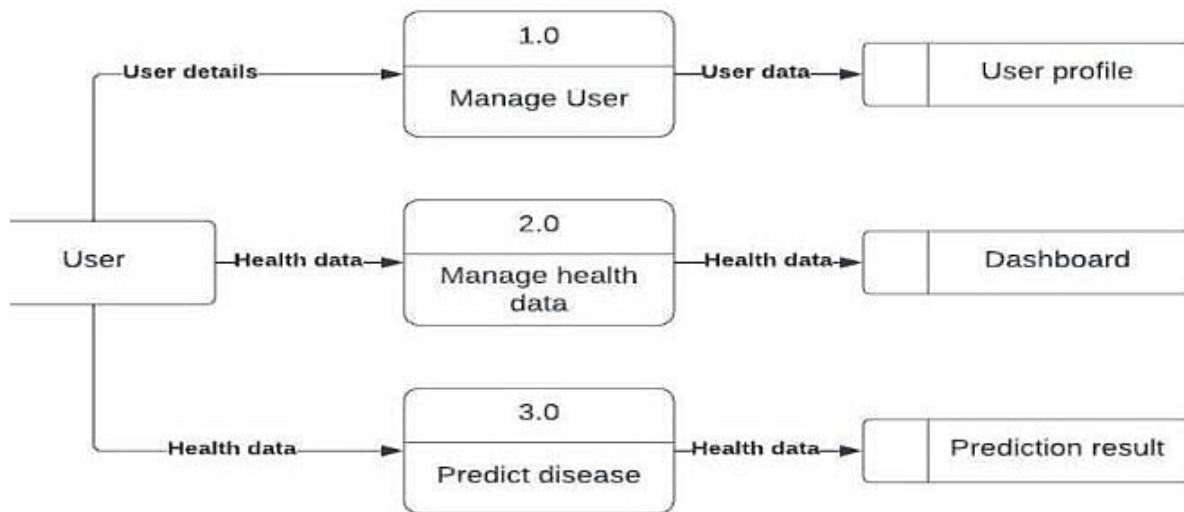 1.0
User details
Manage User
User data
User profile
User
Health data
2.0
Manage health
data
Health data
Dashboard
Health data
3.0
Predict disease
Health data
Prediction result